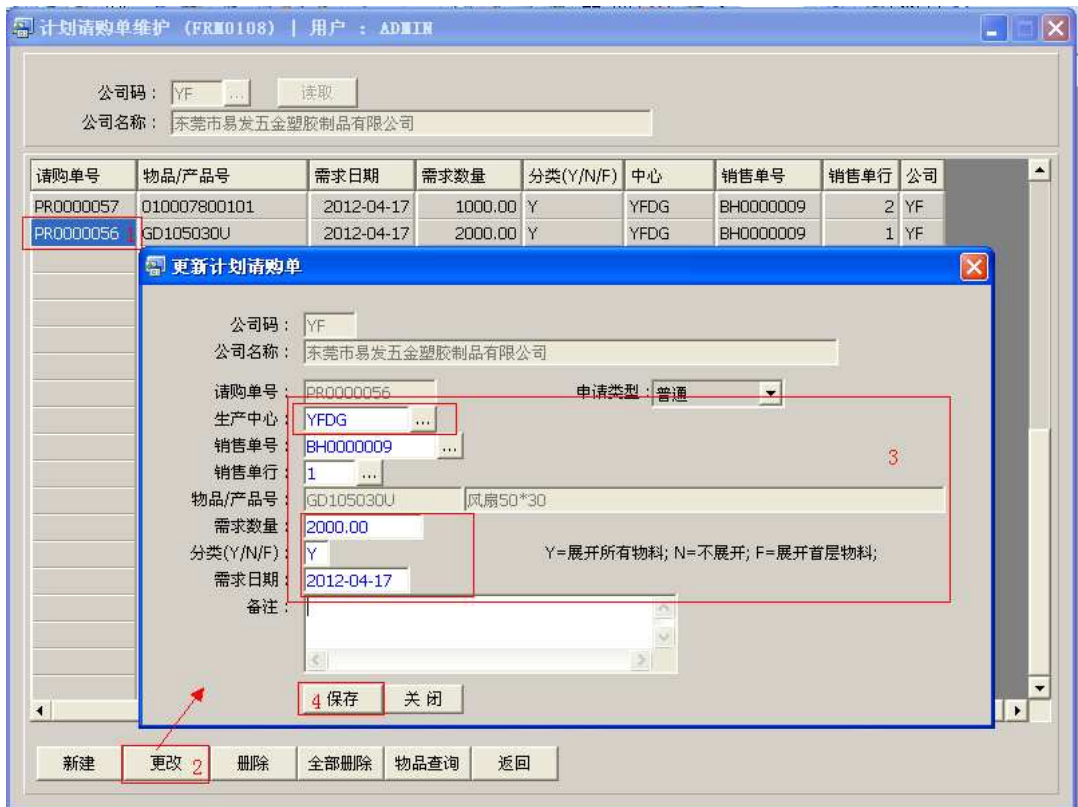 计划请购单维护 (FRM0108) | 用户 : ADMIN
公司码： YF ... 读取
公司名称： 东莞市易发五金塑胶制品有限公司
请购单号 物品/产品号 需求日期 需求数量 分类(Y/N/F) 中心 销售单号 销售单行 公司
PR0000057 010007800101 2012-04-17 1000.00 Y YFDG BH0000009 2 YF
PR0000056 1 GD105030U 2012-04-17 2000.00 Y YFDG BH0000009 1 YF
更新计划请购单
公司码： YF
公司名称： 东莞市易发五金塑胶制品有限公司
请购单号： PR0000056 申请类型： 普通
生产中心： YFDG ...
销售单号： BH0000009 ...
3
销售单行： 1 ...
物品/产品号： GD105030U 风扇50*30
需求数量： 2000.00
分类(Y/N/F)： Y Y=展开所有物料; N=不展开; F=展开首层物料;
需求日期： 2012-04-17
备注：
4 保存 关 闭
新建 更改 2 删除 全部删除 物品查询 返回